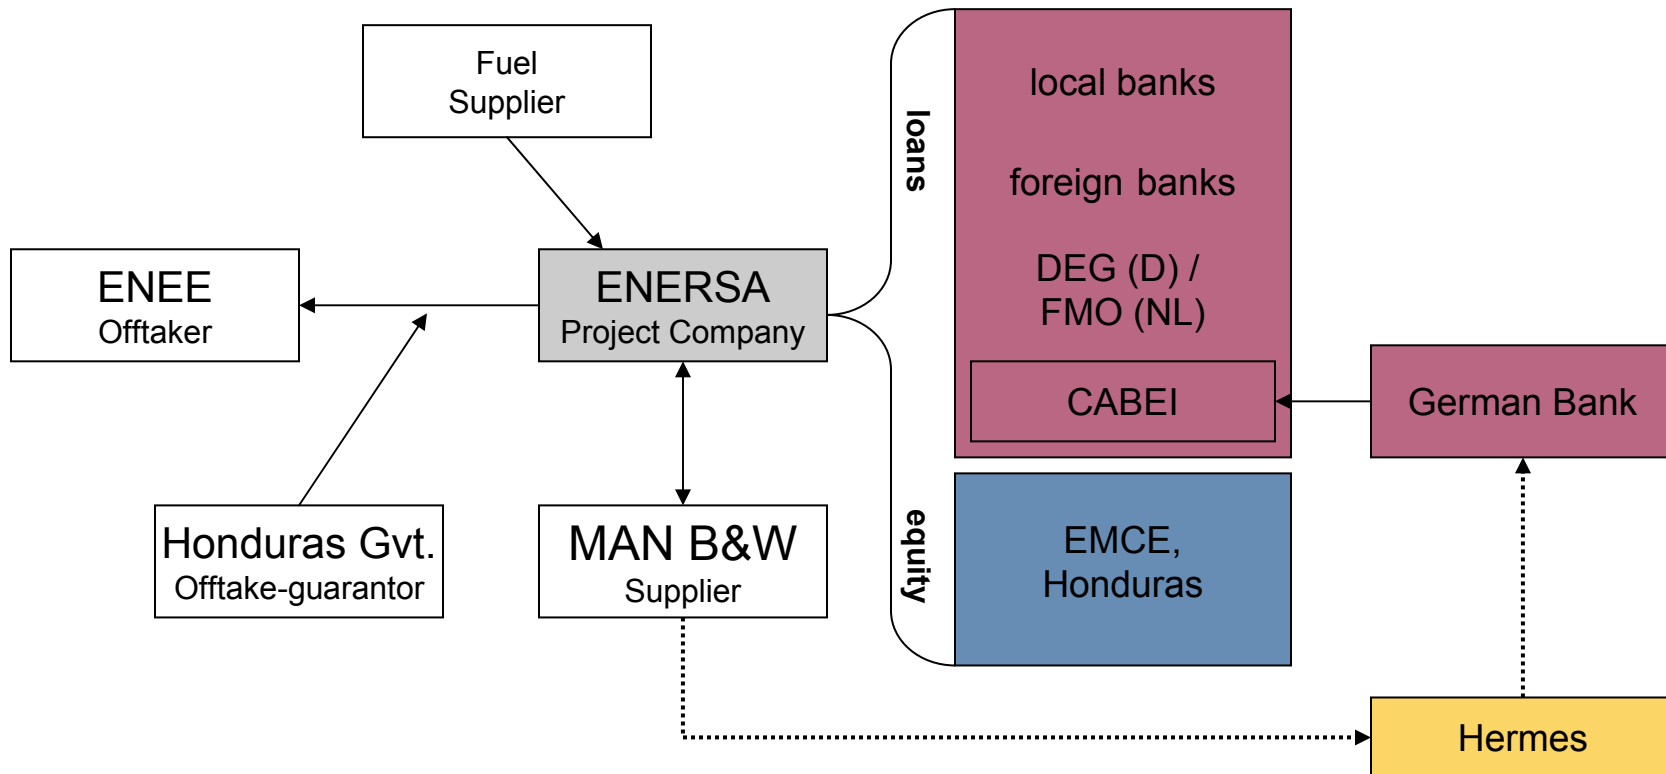 Fuel
Supplier
local banks
loans
foreign banks
ENEE
Offtaker
ENERSA
Project Company
DEG (D) /
FMO (NL)
CABEI
German Bank
Honduras Gvt.
Offtake-guarantor
MAN B&W
Supplier
equity
EMCE,
Honduras
Hermes